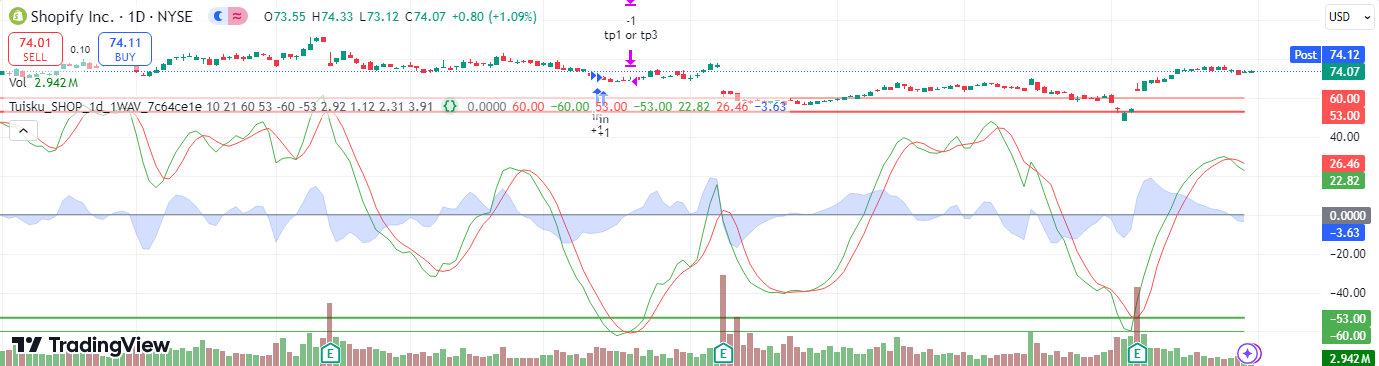 Shopify Inc. · 1D · NYSE O73.55 H74.33 L73.12 C74.07 +0.80 (+1.09%)
USD
74.01 SELL
0.10
74.11 BUY
-1
tp1 or tp3
Post 74.12
74.07
Vol 2.942 M
Tuisku_SHOP_1d_1WAV_7c64ce1e 10 21 60 53 -60 -53 2.92 1.12 2.31 3.91 0.0000 60.00 −60.00 53.00 −53.00 22.82 26.46 −3.63
60.00
53.00
+1
+1
40.00
26.46
22.82
0.0000
−3.63
−20.00
−40.00
−53.00
−60.00
2.942 M
E
E
E
TradingView